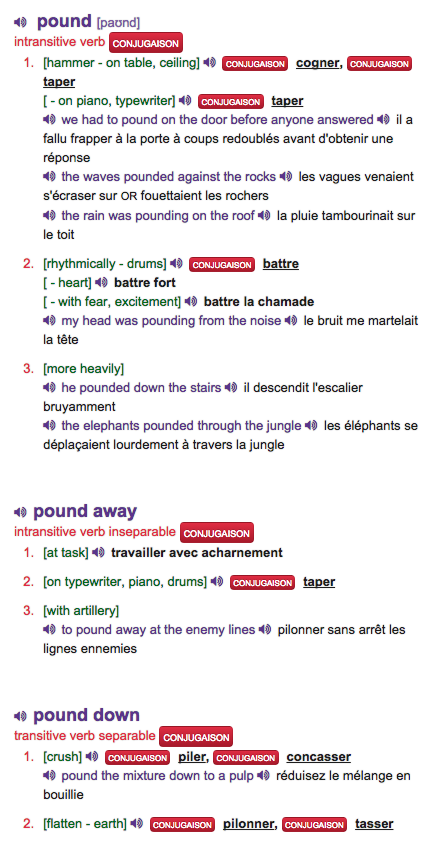 pound [paʊnd]
intransitive verb CONJUGAISON
1. [hammer - on table, ceiling] CONJUGAISON cogner, CONJUGAISON
taper
[ - on piano, typewriter] CONJUGAISON taper
we had to pound on the door before anyone answered il a
fallu frapper à la porte à coups redoublés avant d'obtenir une
réponse
the waves pounded against the rocks les vagues venaient
s'écraser sur OR fouettaient les rochers
the rain was pounding on the roof la pluie tambourinait sur
le toit
2. [rhythmically - drums] CONJUGAISON battre
[ - heart] battre fort
[ - with fear, excitement] battre la chamade
my head was pounding from the noise le bruit me martelait
la tête
3. [more heavily]
he pounded down the stairs il descendit l'escalier
bruyamment
the elephants pounded through the jungle les éléphants se
déplaçaient lourdement à travers la jungle
pound away
intransitive verb inseparable CONJUGAISON
1. [at task] travailler avec acharnement
2. [on typewriter, piano, drums] CONJUGAISON taper
3. [with artillery]
to pound away at the enemy lines pilonner sans arrêt les
lignes ennemies
pound down
transitive verb separable CONJUGAISON
1. [crush] CONJUGAISON piler, CONJUGAISON concasser
pound the mixture down to a pulp réduisez le mélange en
bouillie
2. [flatten - earth] CONJUGAISON pilonner, CONJUGAISON tasser